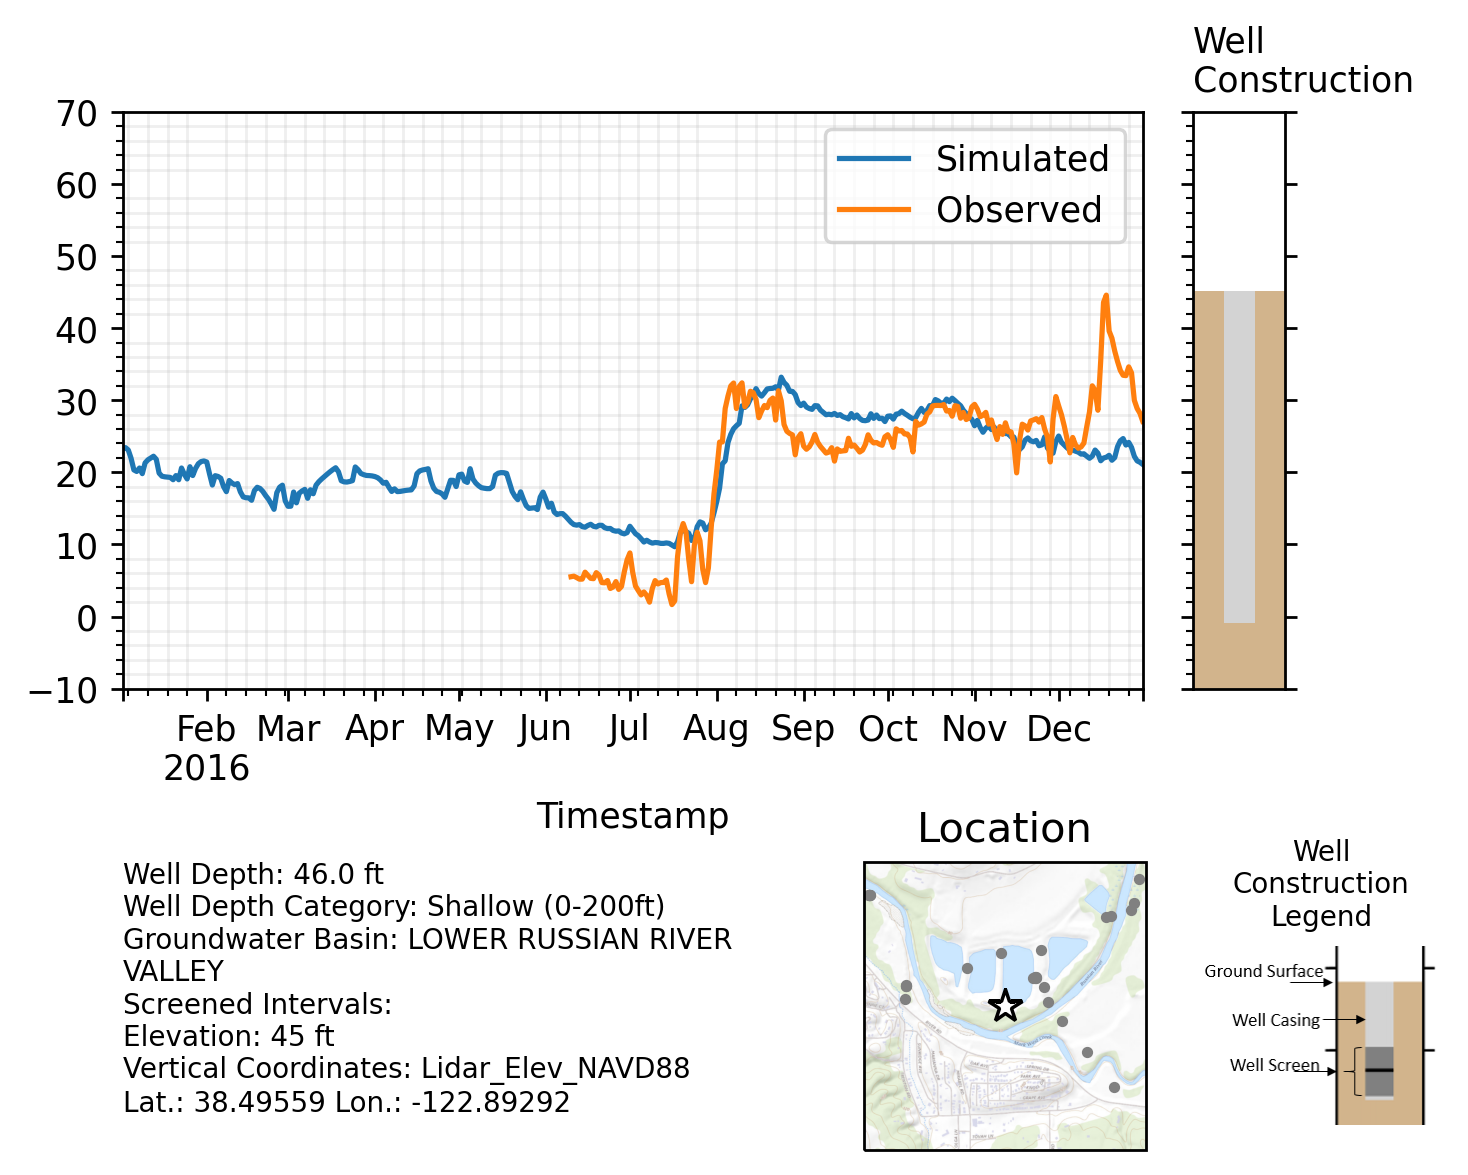 Well
Construction
70
60
50
40
30
20
10
0
−10
Simulated
Observed
Feb Mar Apr May Jun Jul Aug Sep Oct Nov Dec
2016
Timestamp
Well Depth: 46.0 ft
Well Depth Category: Shallow (0-200ft)
Groundwater Basin: LOWER RUSSIAN RIVER
VALLEY
Screened Intervals:
Elevation: 45 ft
Vertical Coordinates: Lidar_Elev_NAVD88
Lat.: 38.49559 Lon.: -122.89292
Location
Well
Construction
Legend
Ground Surface
Well Casing
Well Screen